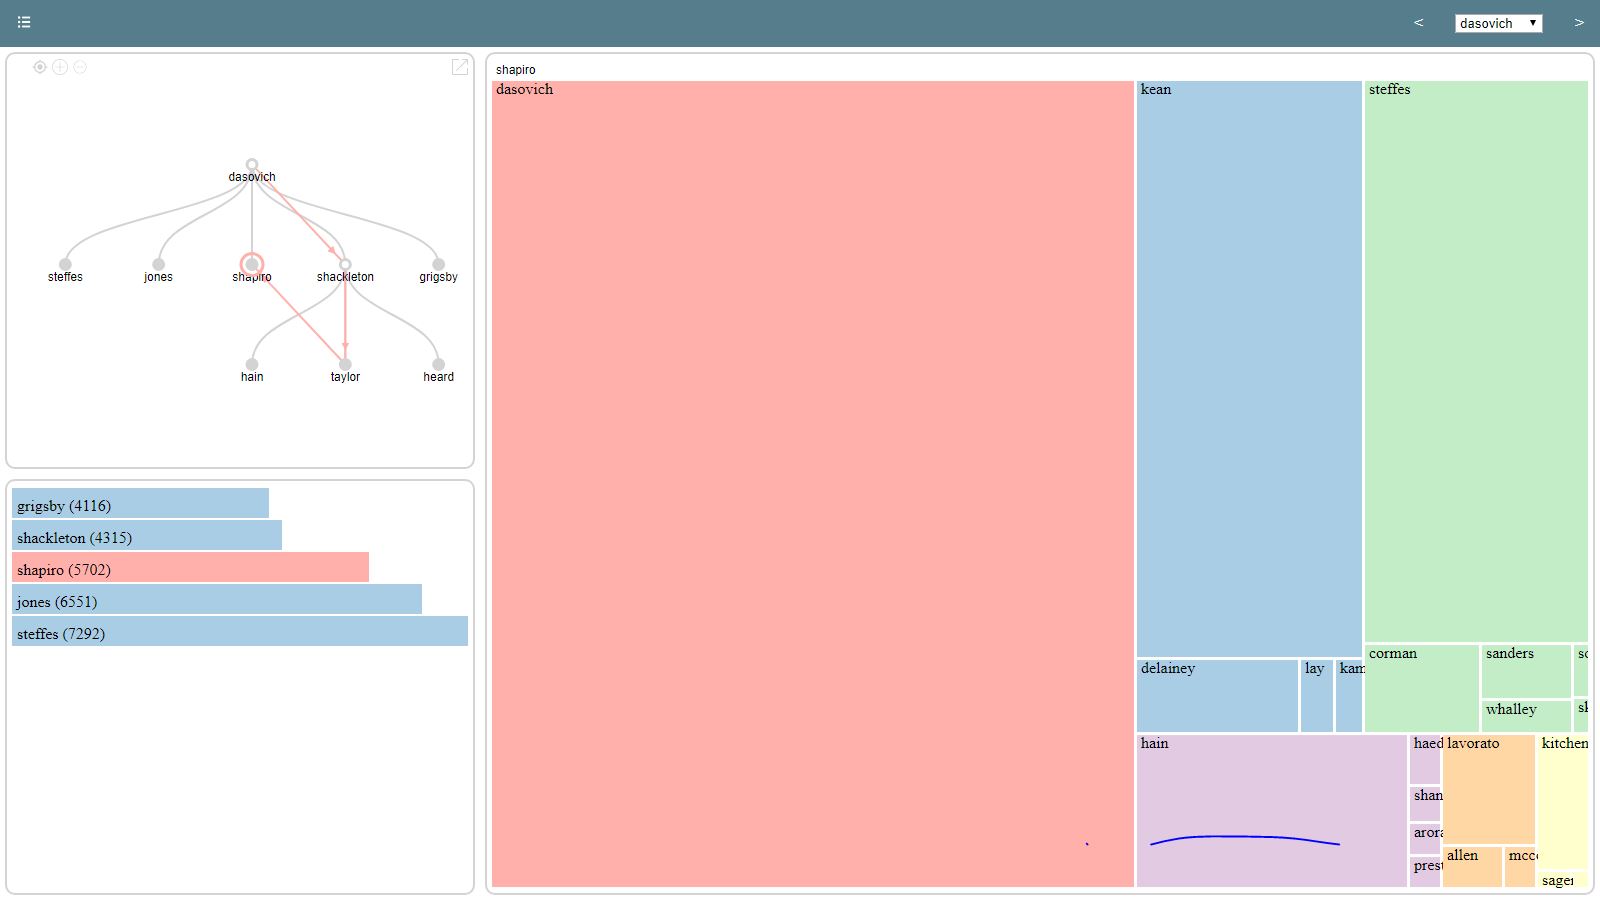 < dasovich >
dasovich
steffes jones shapiro shackleton grigsby
hain taylor heard
grigsby (4116)
shackleton (4315)
shapiro (5702)
jones (6551)
steffes (7292)
shapiro
dasovich kean steffes
corman sanders
delainey lay kam
whalley
hain haed lavorato kitchen
shan
arora
allen mcc
prest
sager